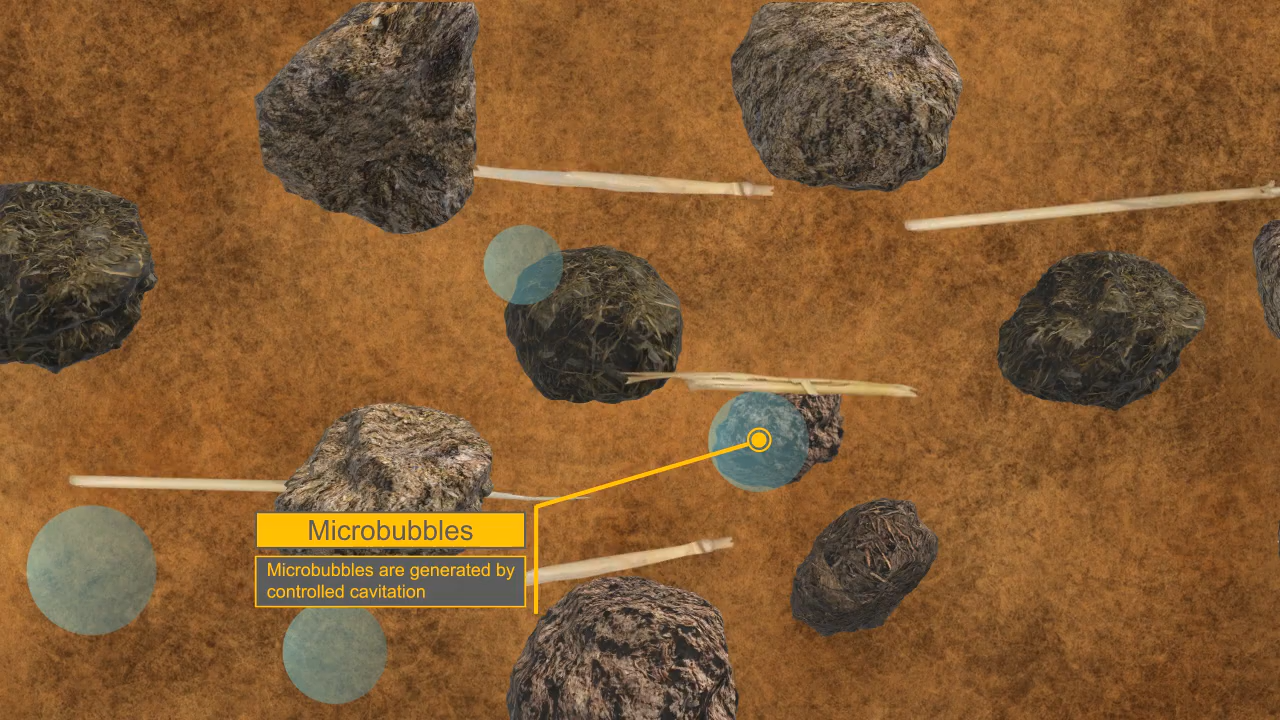 Microbubbles
Microbubbles are generated by
controlled cavitation